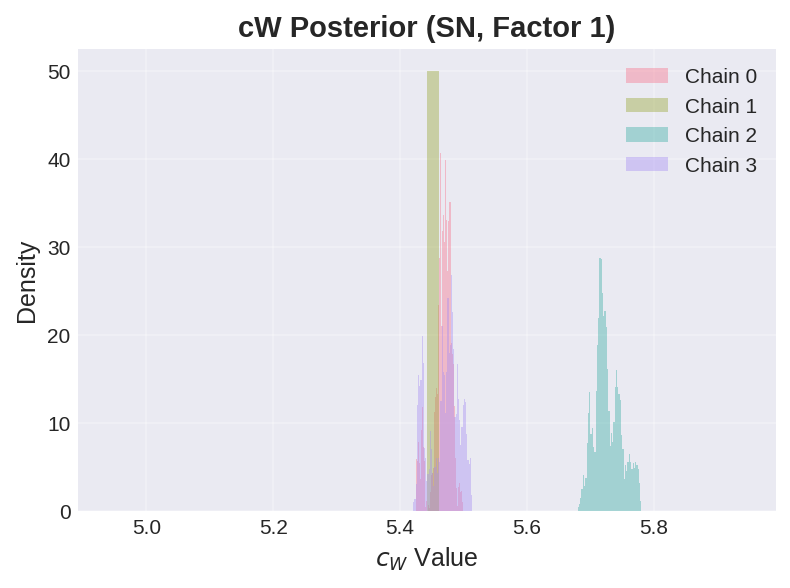 cW Posterior (SN, Factor 1)
Chain 0
Chain 1
Chain 2
Chain 3
Density
50
40
30
20
10
0
5.0 5.2 5.4 5.6 5.8
c_W Value